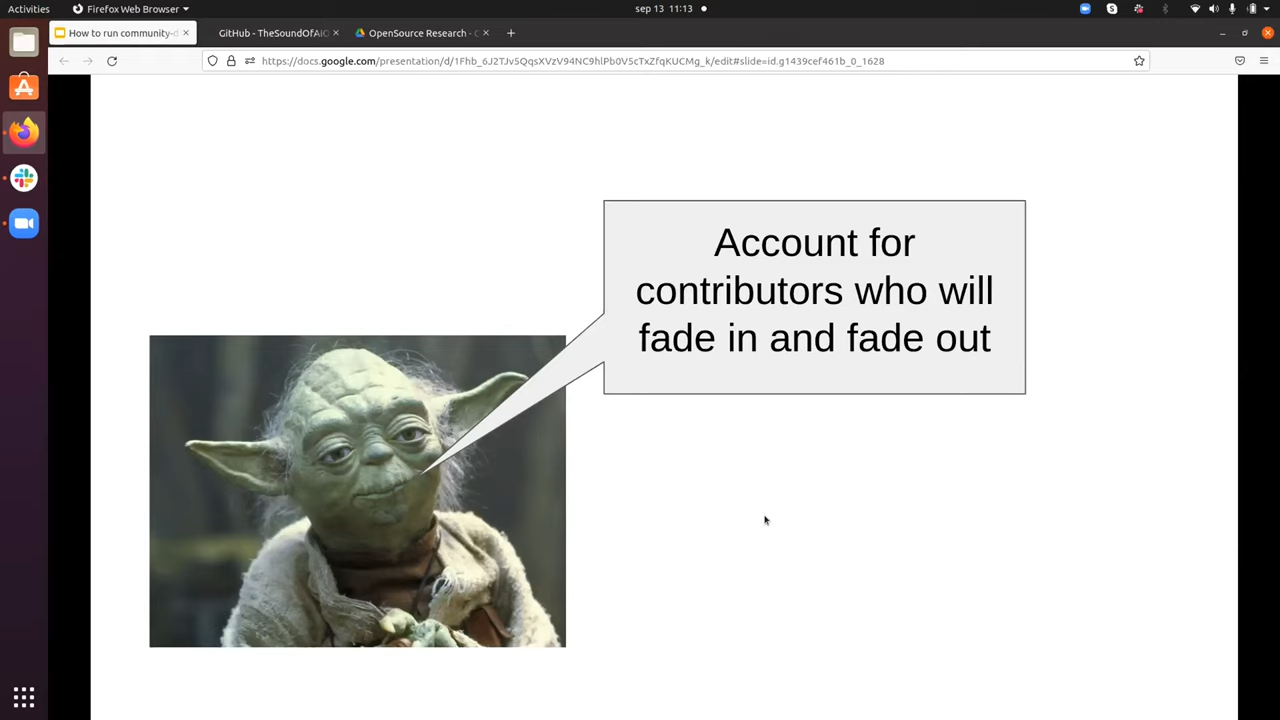 Activities
Firefox Web Browser
sep 13 11:13
How to run community-d
GitHub - TheSoundOfAIO
OpenSource Research - C
https://docs.google.com/presentation/d/1Fhb_6J2TJv5QqsXVzV94NC9hlPb0V5cTxZfqKUCMg_k/edit#slide=id.g1439cef461b_0_1628
Account for
contributors who will
fade in and fade out